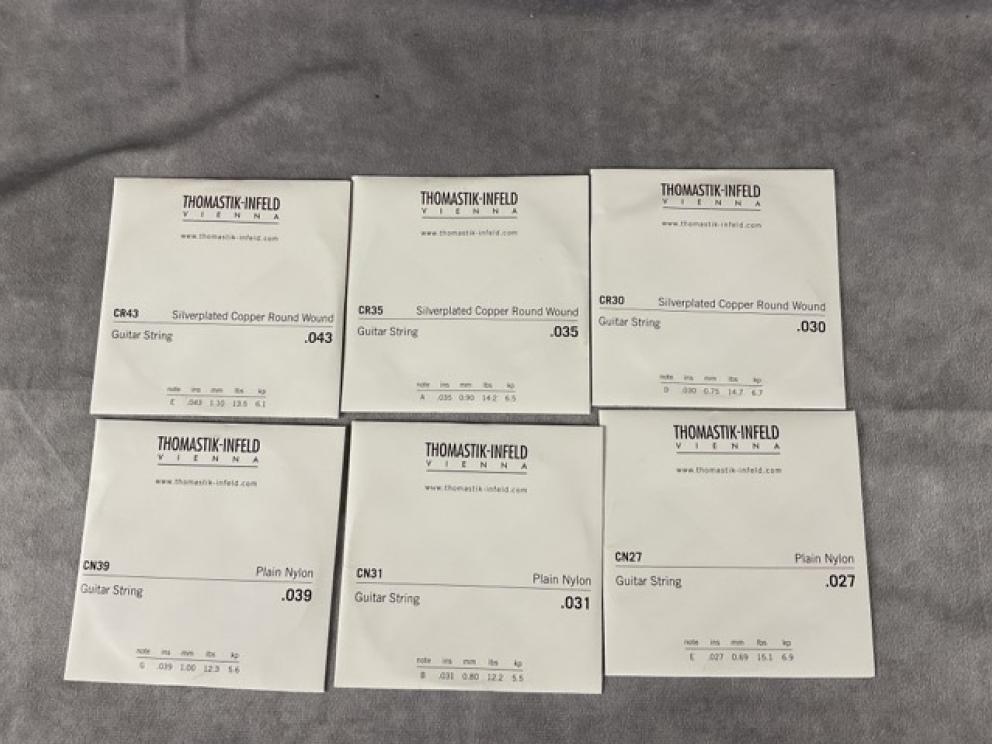 THOMASTIK-INFELD
VIENNA
www.thomastik-infeld.com
CR43 Silverplated Copper Round Wound
Guitar String .043
note ins mm lbs kp
E .043 1.10 13.5 6.1
THOMASTIK-INFELD
VIENNA
www.thomastik-infeld.com
CR35 Silverplated Copper Round Wound
Guitar String .035
note ins mm lbs kp
A .035 0.90 14.2 6.5
THOMASTIK-INFELD
VIENNA
www.thomastik-infeld.com
CR30 Silverplated Copper Round Wound
Guitar String .030
note ins mm lbs kp
D .030 0.75 14.7 6.7
THOMASTIK-INFELD
VIENNA
www.thomastik-infeld.com
CN39 Plain Nylon
Guitar String .039
note ins mm lbs kp
G .039 1.00 12.3 5.6
THOMASTIK-INFELD
VIENNA
www.thomastik-infeld.com
CN31 Plain Nylon
Guitar String .031
note ins mm lbs kp
B .031 0.80 12.2 5.5
THOMASTIK-INFELD
VIENNA
www.thomastik-infeld.com
CN27 Plain Nylon
Guitar String .027
note ins mm lbs kp
E .027 0.69 15.1 6.9